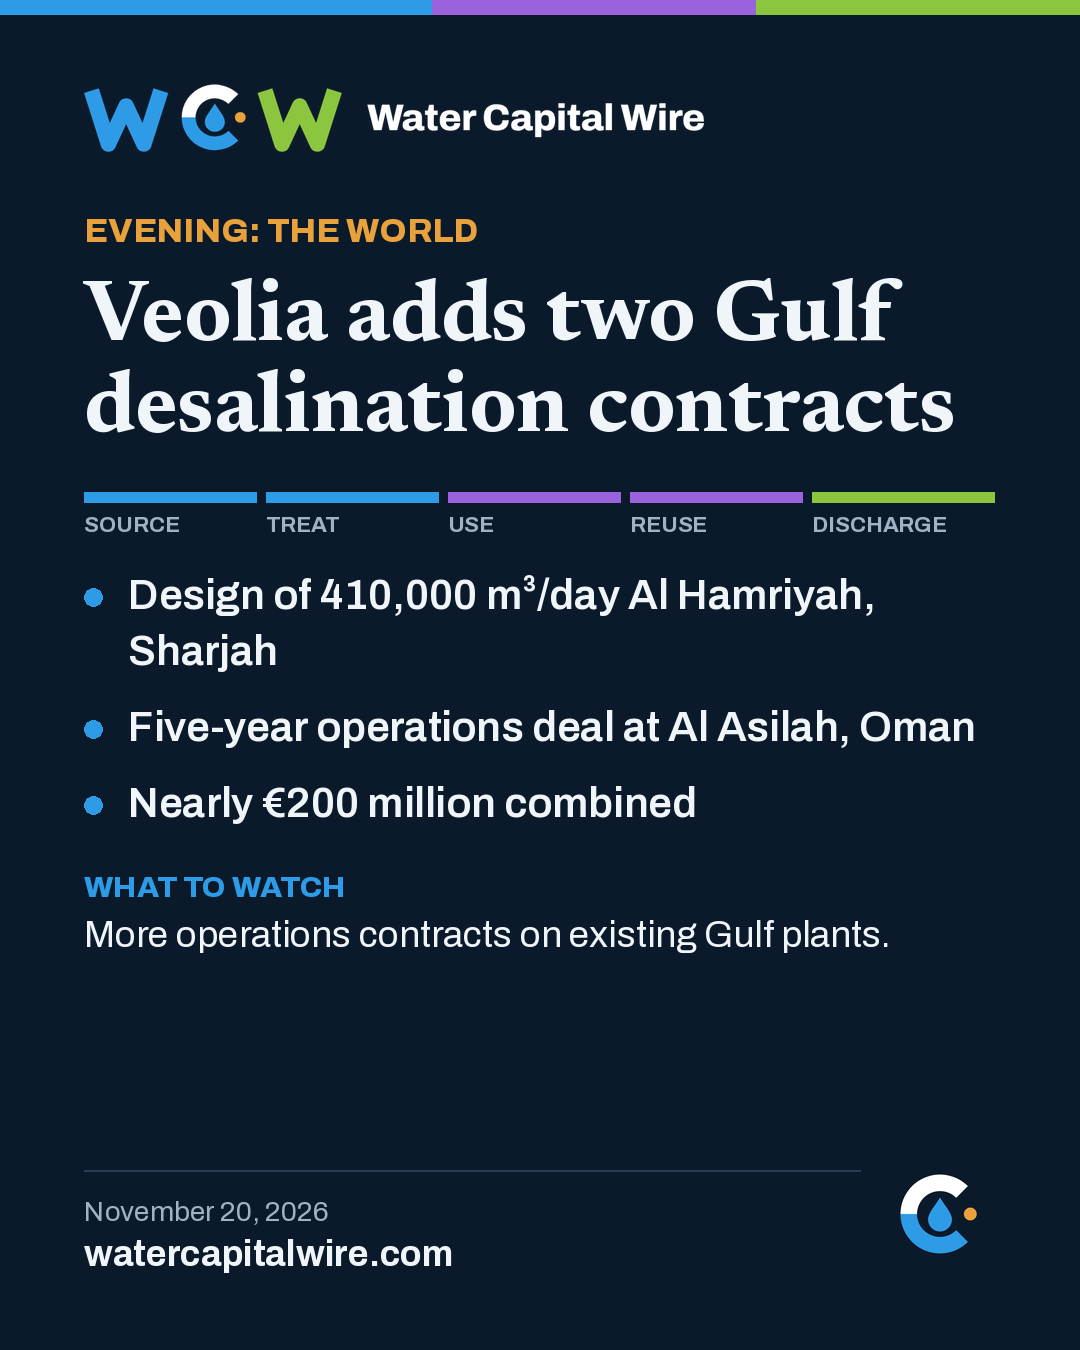 WCW Water Capital Wire
EVENING: THE WORLD
Veolia adds two Gulf
desalination contracts
SOURCE TREAT USE REUSE DISCHARGE
Design of 410,000 m³/day Al Hamriyah,
Sharjah
Five-year operations deal at Al Asilah, Oman
Nearly €200 million combined
WHAT TO WATCH
More operations contracts on existing Gulf plants.
November 20, 2026
watercapitalwire.com